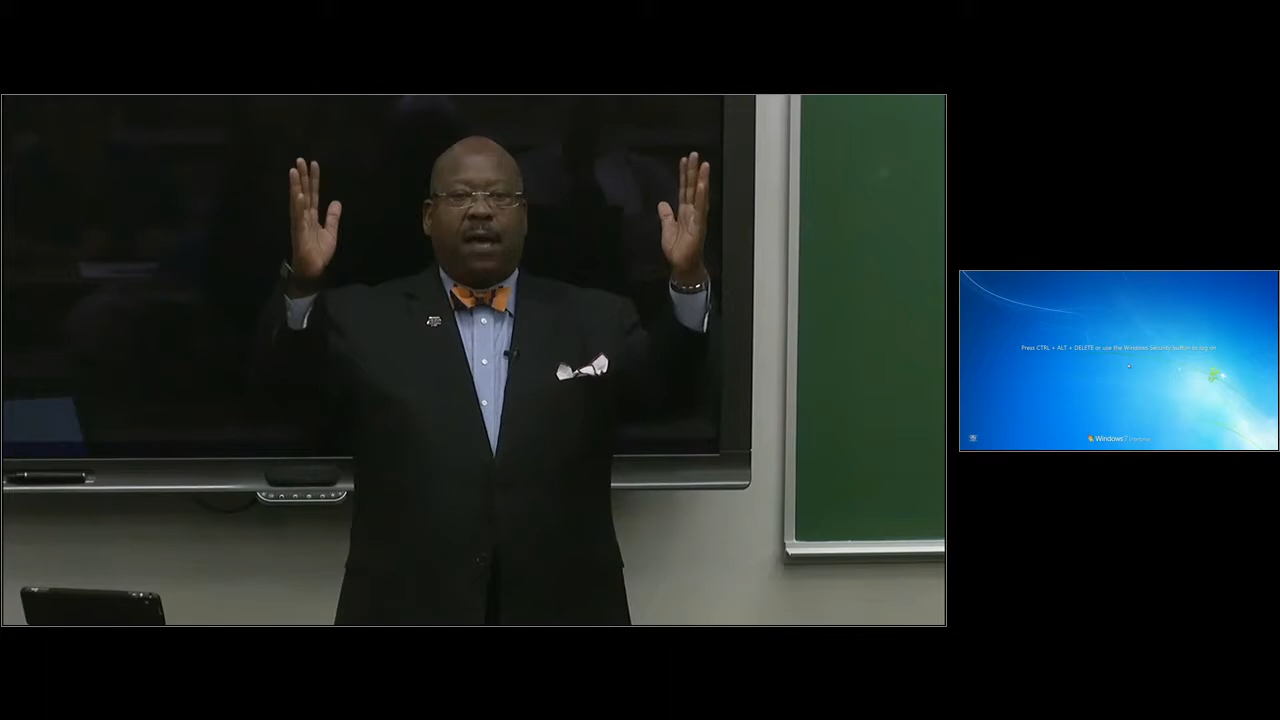 Press CTRL + ALT + DELETE or use the Windows Security button to log on
Windows 7